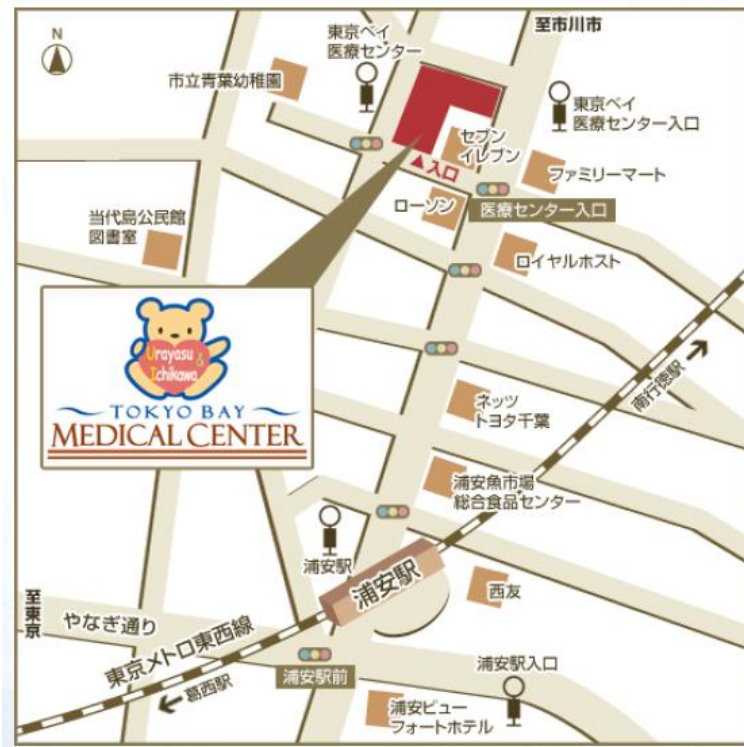 N
至市川市
東京ベイ
医療センター
市立青葉幼稚園
東京ベイ
医療センター入口
セブン
イレブン
▲入口
ファミリーマート
ローソン
医療センター入口
当代島公民館
図書室
ロイヤルホスト
Urayasu &
Ichikawa
TOKYO BAY
MEDICAL CENTER
南行徳駅
ネッツ
トヨタ千葉
浦安魚市場
総合食品センター
浦安駅
浦安駅
西友
至東京
やなぎ通り
東京メトロ東西線
葛西駅
浦安駅前
浦安駅入口
浦安ビュー
フォートホテル